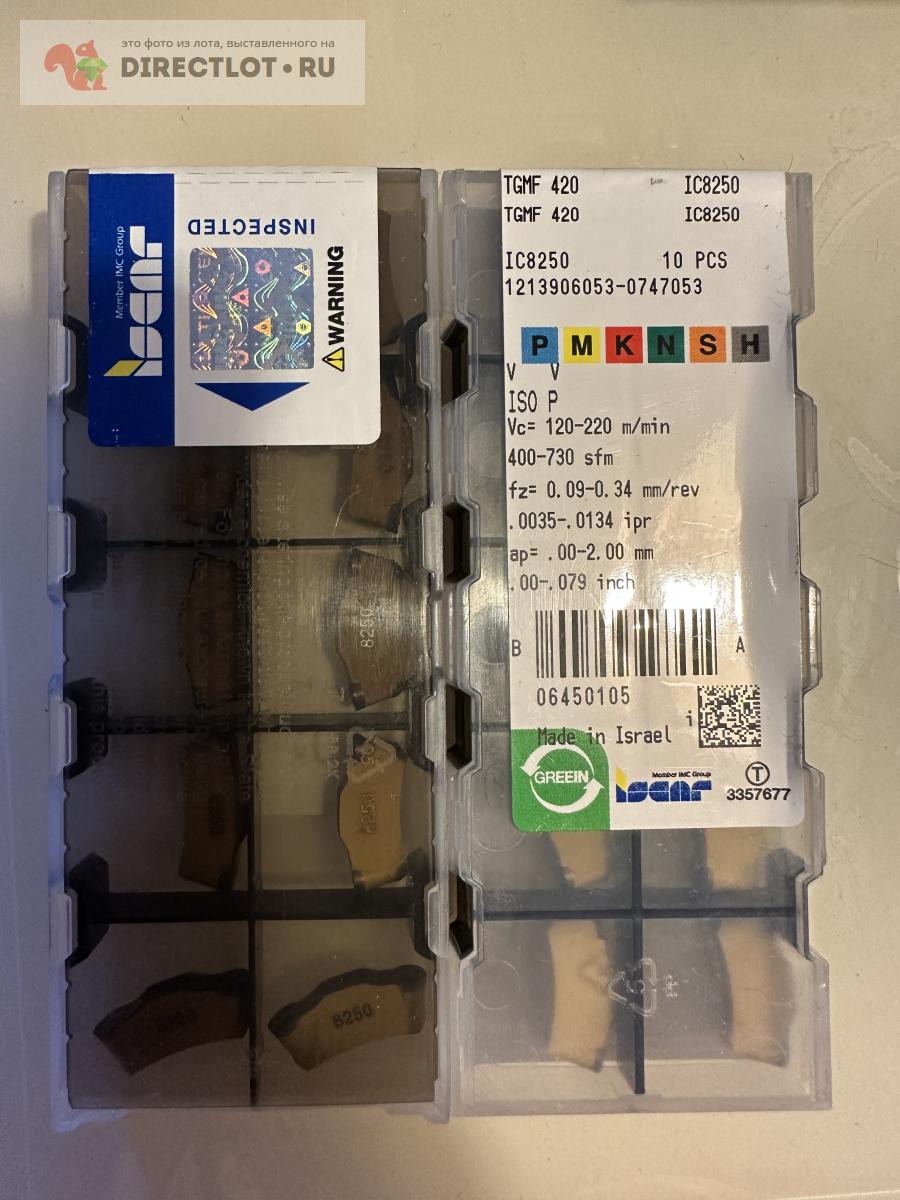 это фото из лота, выставленного на
DIRECTLOT.RU
Member IMC Group
iscar
INSPECTED
WARNING
8250
8250
8250
TGMF 420 IC8250
TGMF 420 IC8250
IC8250 10 PCS
1213906053-0747053
P M K N S H
V V
ISO P
Vc= 120-220 m/min
400-730 sfm
fz= 0.09-0.34 mm/rev
.0035-.0134 ipr
ap= .00-2.00 mm
.00-.079 inch
B A
06450105
i
Made in Israel
GREEIN
Member IMC Group
iscar
T
3357677
5